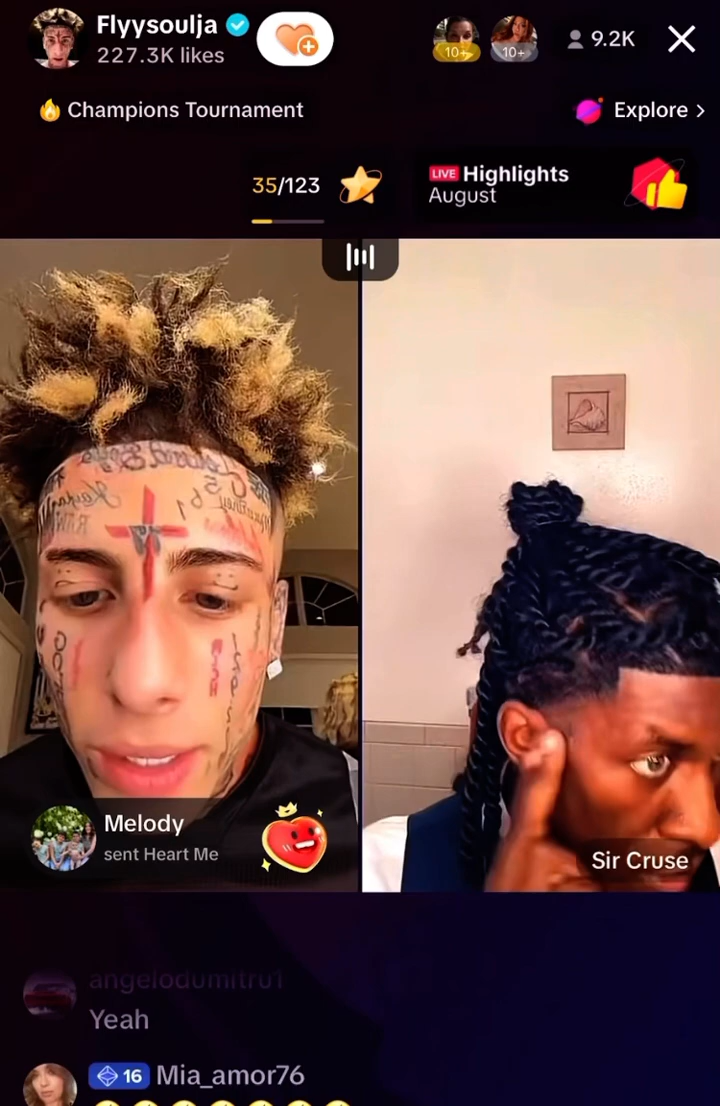 Flyysoulja
227.3K likes
10+
10+
9.2K
Champions Tournament
Explore >
35/123
LIVE Highlights
August
Melody
sent Heart Me
Sir Cruse
angelodumitru1
Yeah
16 Mia_amor76